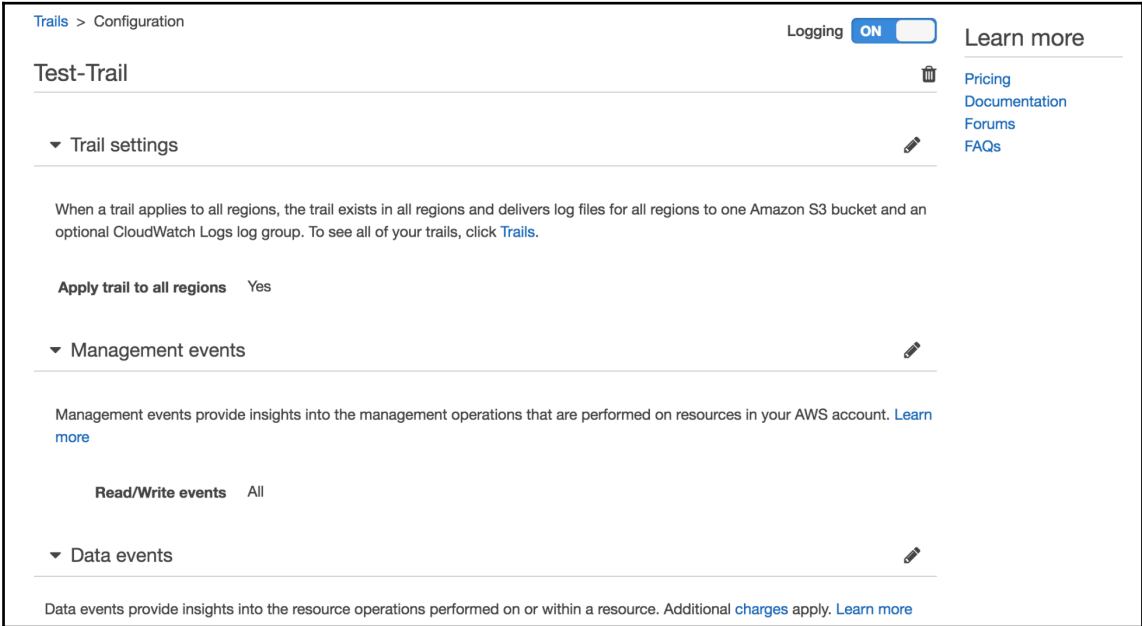 Trails > Configuration
Logging ON
Test-Trail
Trail settings
When a trail applies to all regions, the trail exists in all regions and delivers log files for all regions to one Amazon S3 bucket and an
optional CloudWatch Logs log group. To see all of your trails, click Trails.
Apply trail to all regions Yes
Management events
Management events provide insights into the management operations that are performed on resources in your AWS account. Learn
more
Read/Write events All
Data events
Data events provide insights into the resource operations performed on or within a resource. Additional charges apply. Learn more
Learn more
Pricing
Documentation
Forums
FAQs